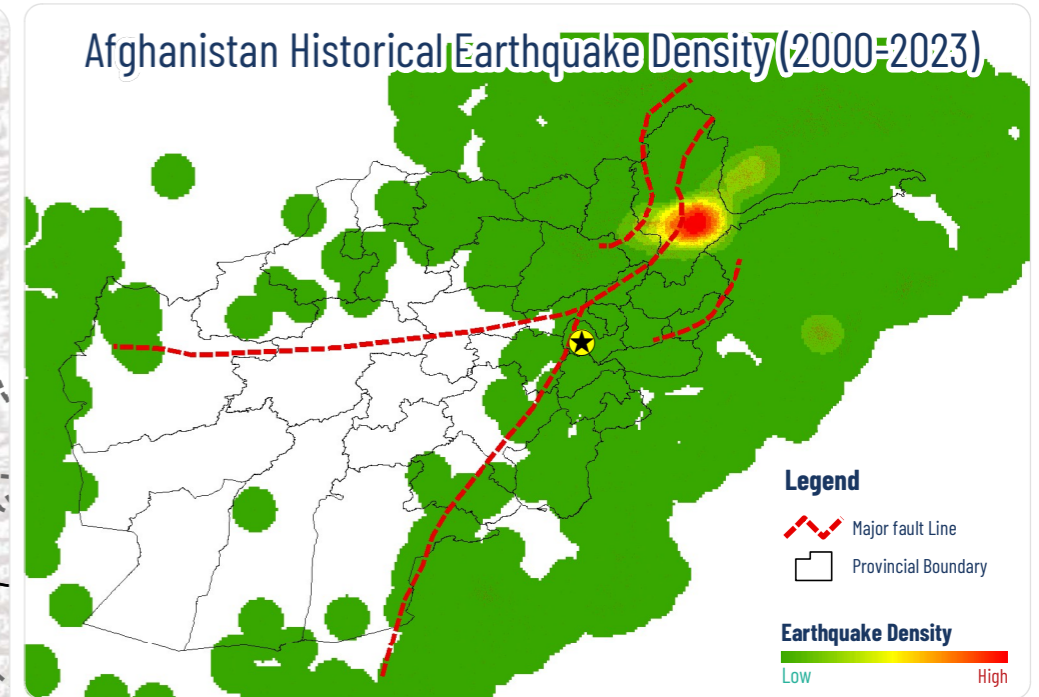 Afghanistan Historical Earthquake Density (2000-2023)
Legend
Major fault Line
Provincial Boundary
Earthquake Density
Low High